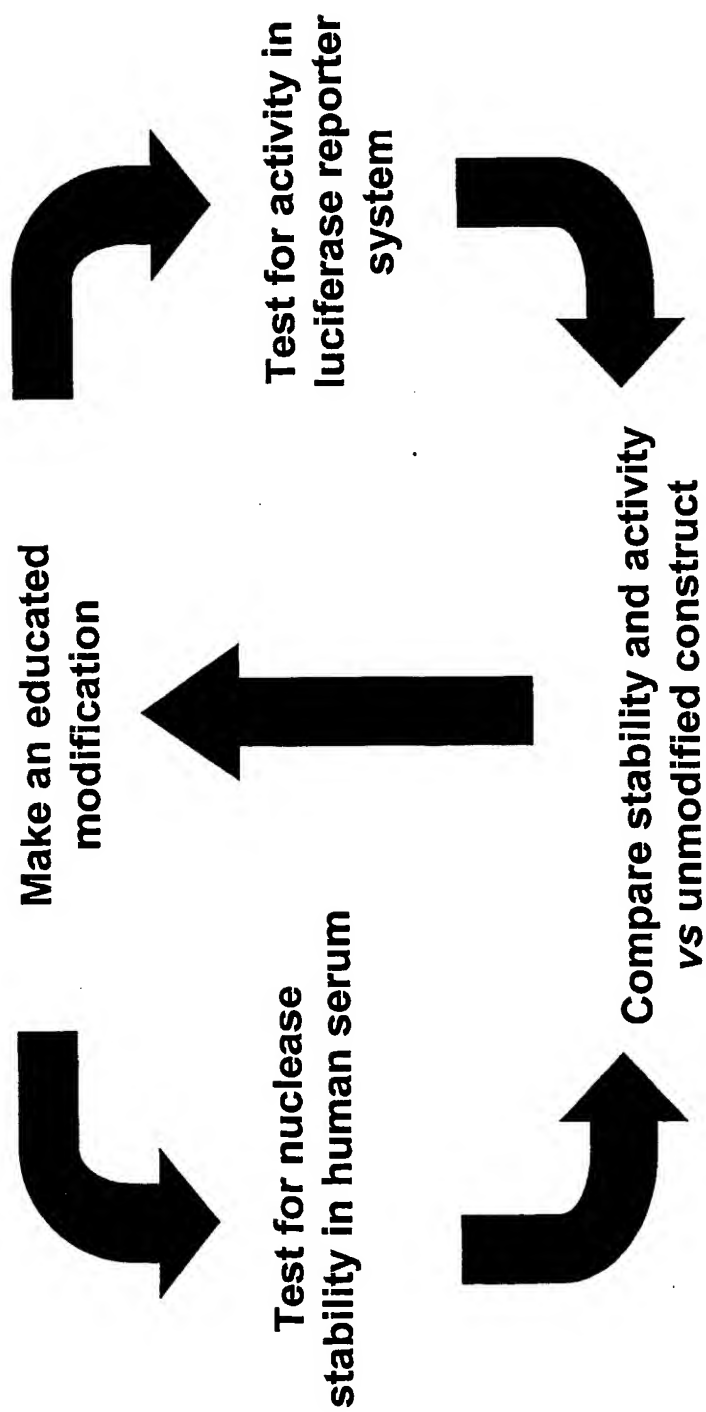 Make an educated
modification
Test for nuclease
stability in human serum
Test for activity in
luciferase reporter
system
Compare stability and activity
vs unmodified construct